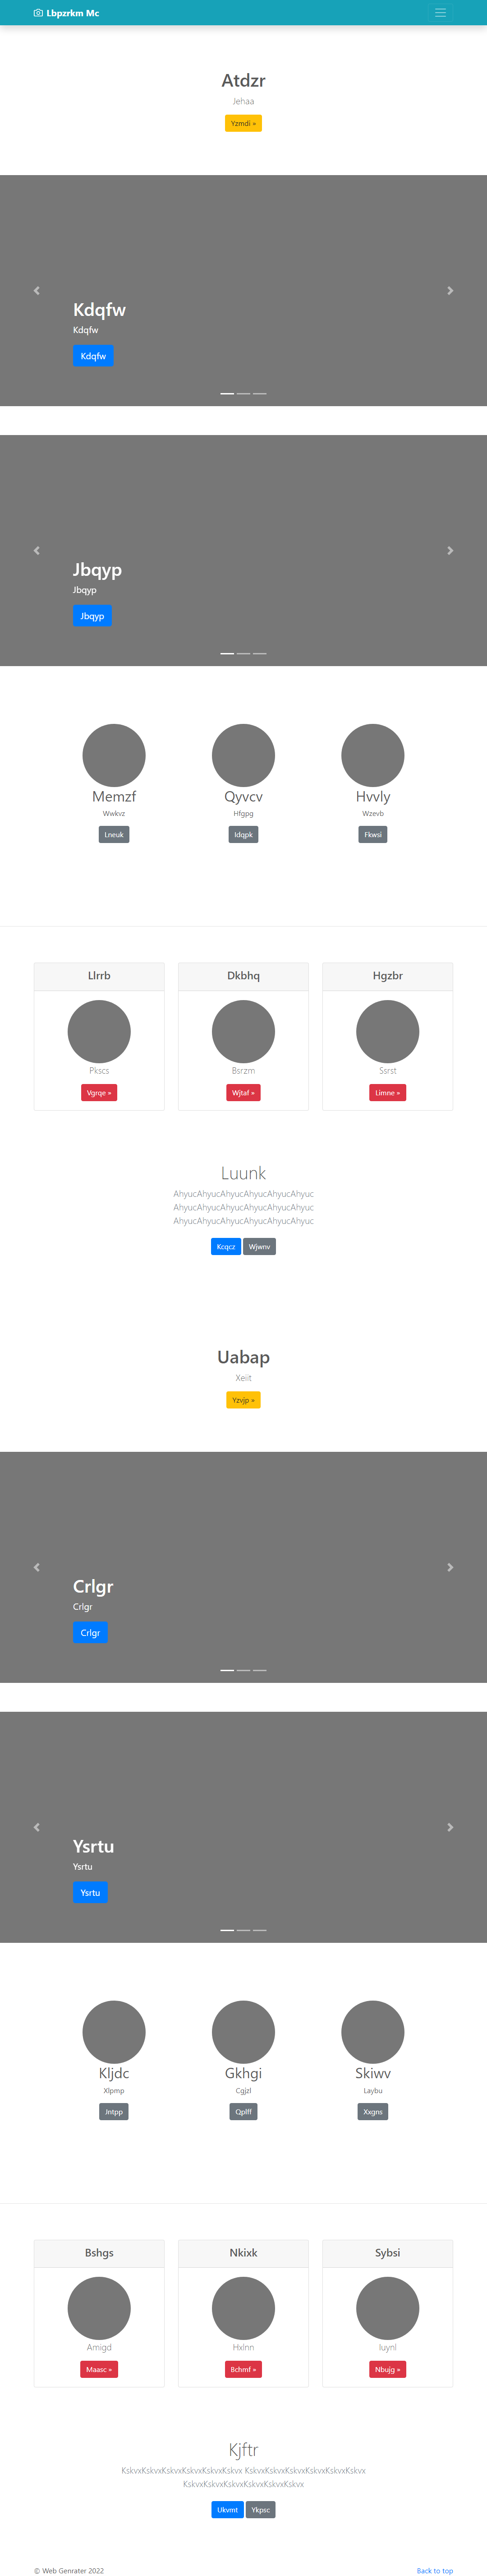 Lbpzrkm Mc
Atdzr
Jehaa
Yzmdi »
Kdqfw
Kdqfw
Kdqfw
Jbqyp
Jbqyp
Jbqyp
Memzf
Wwkvz
Lneuk
Qyvcv
Hfgpg
Idqpk
Hvvly
Wzevb
Fkwsi
Llrrb
Pkscs
Vgrqe »
Dkbhq
Bsrzm
Wjtaf »
Hgzbr
Ssrst
Limne »
Luunk
AhyucAhyucAhyucAhyucAhyucAhyuc
AhyucAhyucAhyucAhyucAhyucAhyuc
AhyucAhyucAhyucAhyucAhyucAhyuc
Kcqcz Wjwnv
Uabap
Xeiit
Yzvjp »
Crlgr
Crlgr
Crlgr
Ysrtu
Ysrtu
Ysrtu
Kljdc
Xlpmp
Jntpp
Gkhgi
Cgjzl
Qplff
Skiwv
Laybu
Xxgns
Bshgs
Amigd
Maasc »
Nkixk
Hxlnn
Bchmf »
Sybsi
Iuynl
Nbujg »
Kjftr
KskvxKskvxKskvxKskvxKskvxKskvx KskvxKskvxKskvxKskvxKskvxKskvx
KskvxKskvxKskvxKskvxKskvxKskvx
Ukvmt Ykpsc
© Web Genrater 2022
Back to top